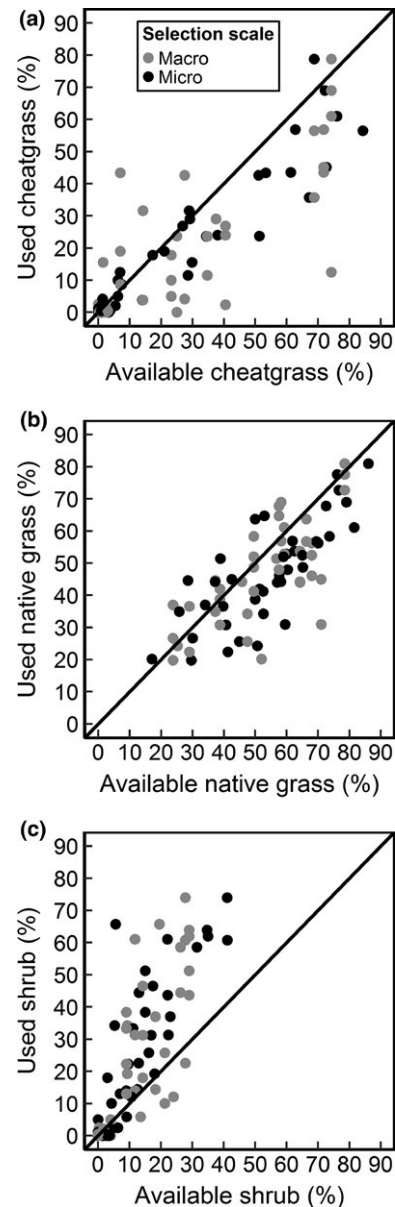 (a)
Selection scale
Macro
Micro
Used cheatgrass (%)
90
80
70
60
50
40
30
20
10
0
0 10 20 30 40 50 60 70 80 90
Available cheatgrass (%)
(b)
Used native grass (%)
90
80
70
60
50
40
30
20
10
0
0 10 20 30 40 50 60 70 80 90
Available native grass (%)
(c)
Used shrub (%)
90
80
70
60
50
40
30
20
10
0
0 10 20 30 40 50 60 70 80 90
Available shrub (%)